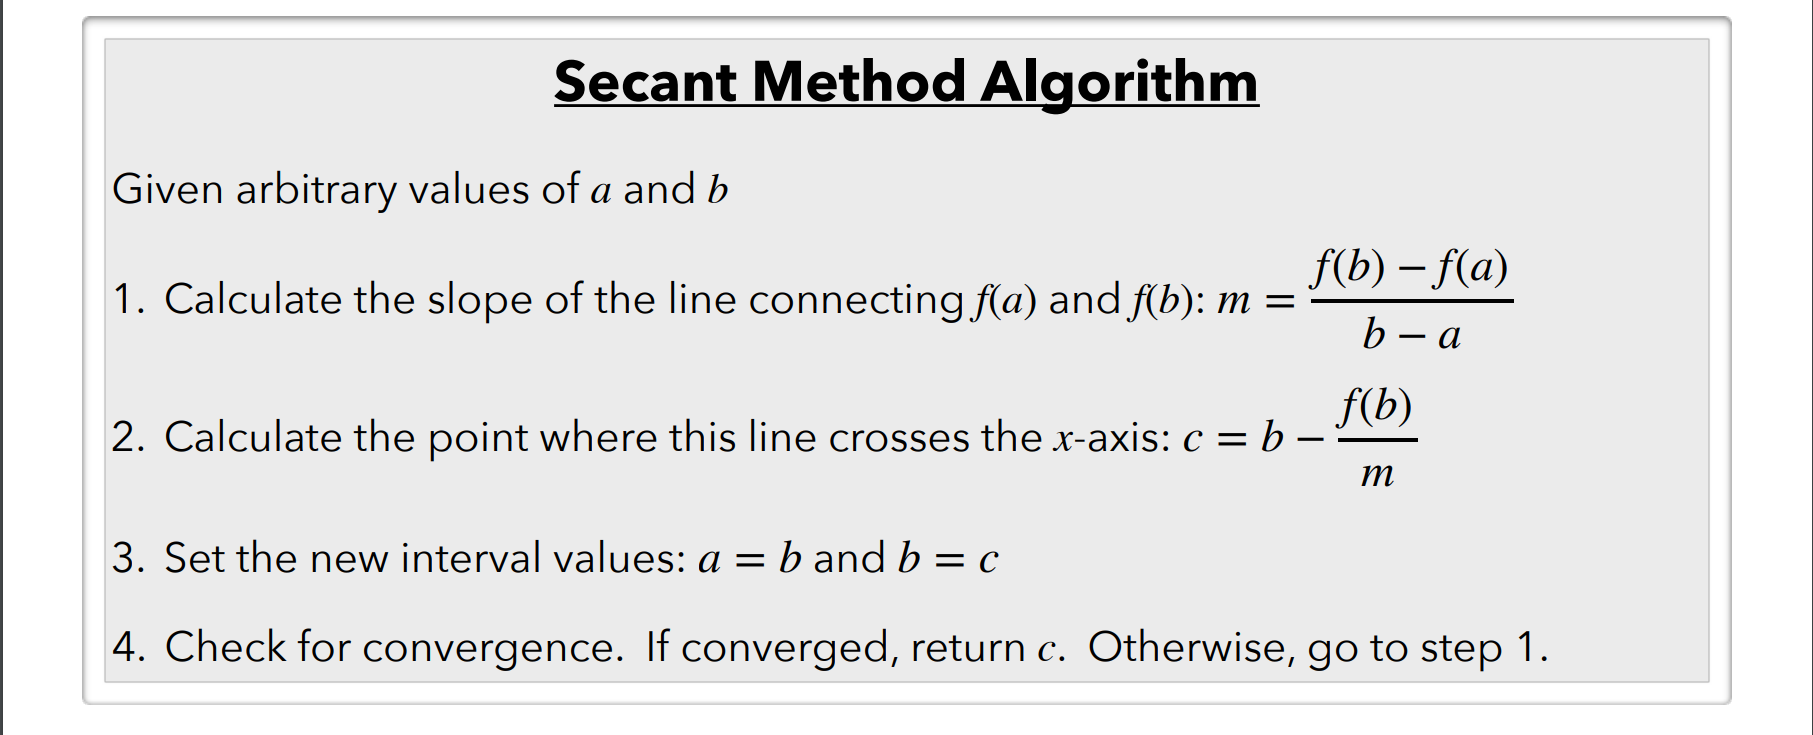 Secant Method Algorithm
Given arbitrary values of a and b
1. Calculate the slope of the line connecting f(a) and f(b): m = \frac{f(b) − f(a)}{b − a}
2. Calculate the point where this line crosses the x-axis: c = b − \frac{f(b)}{m}
3. Set the new interval values: a = b and b = c
4. Check for convergence. If converged, return c. Otherwise, go to step 1.